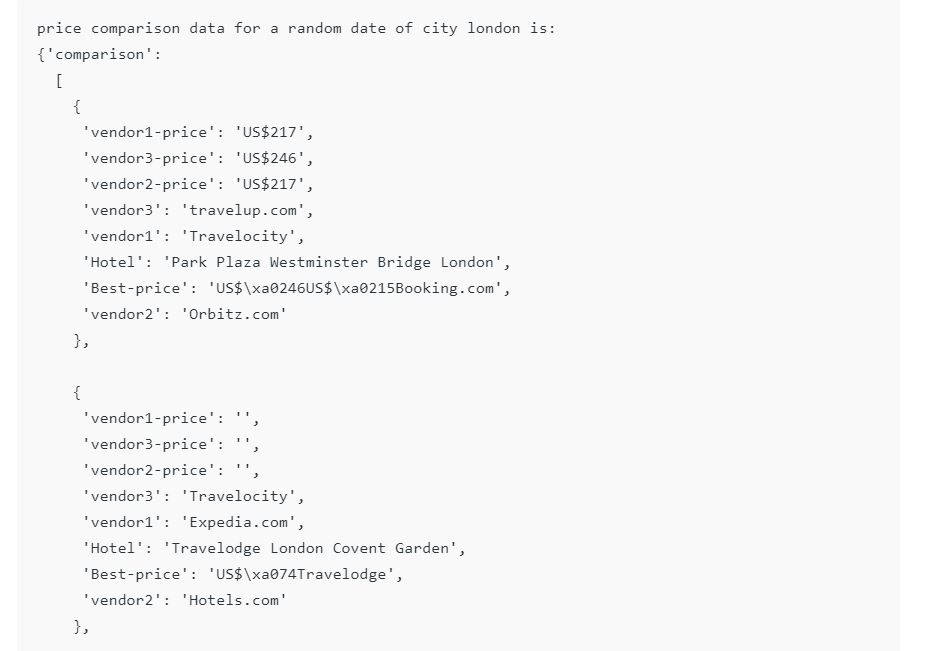 price comparison data for a random date of city london is:
{'comparison':
[
{
'vendor1-price': 'US$217',
'vendor3-price': 'US$246',
'vendor2-price': 'US$217',
'vendor3': 'travelup.com',
'vendor1': 'Travelocity',
'Hotel': 'Park Plaza Westminster Bridge London',
'Best-price': 'US$\xa0246US$\xa0215Booking.com',
'vendor2': 'Orbitz.com'
},
{
'vendor1-price': '',
'vendor3-price': '',
'vendor2-price': '',
'vendor3': 'Travelocity',
'vendor1': 'Expedia.com',
'Hotel': 'Travelodge London Covent Garden',
'Best-price': 'US$\xa074Travelodge',
'vendor2': 'Hotels.com'
},